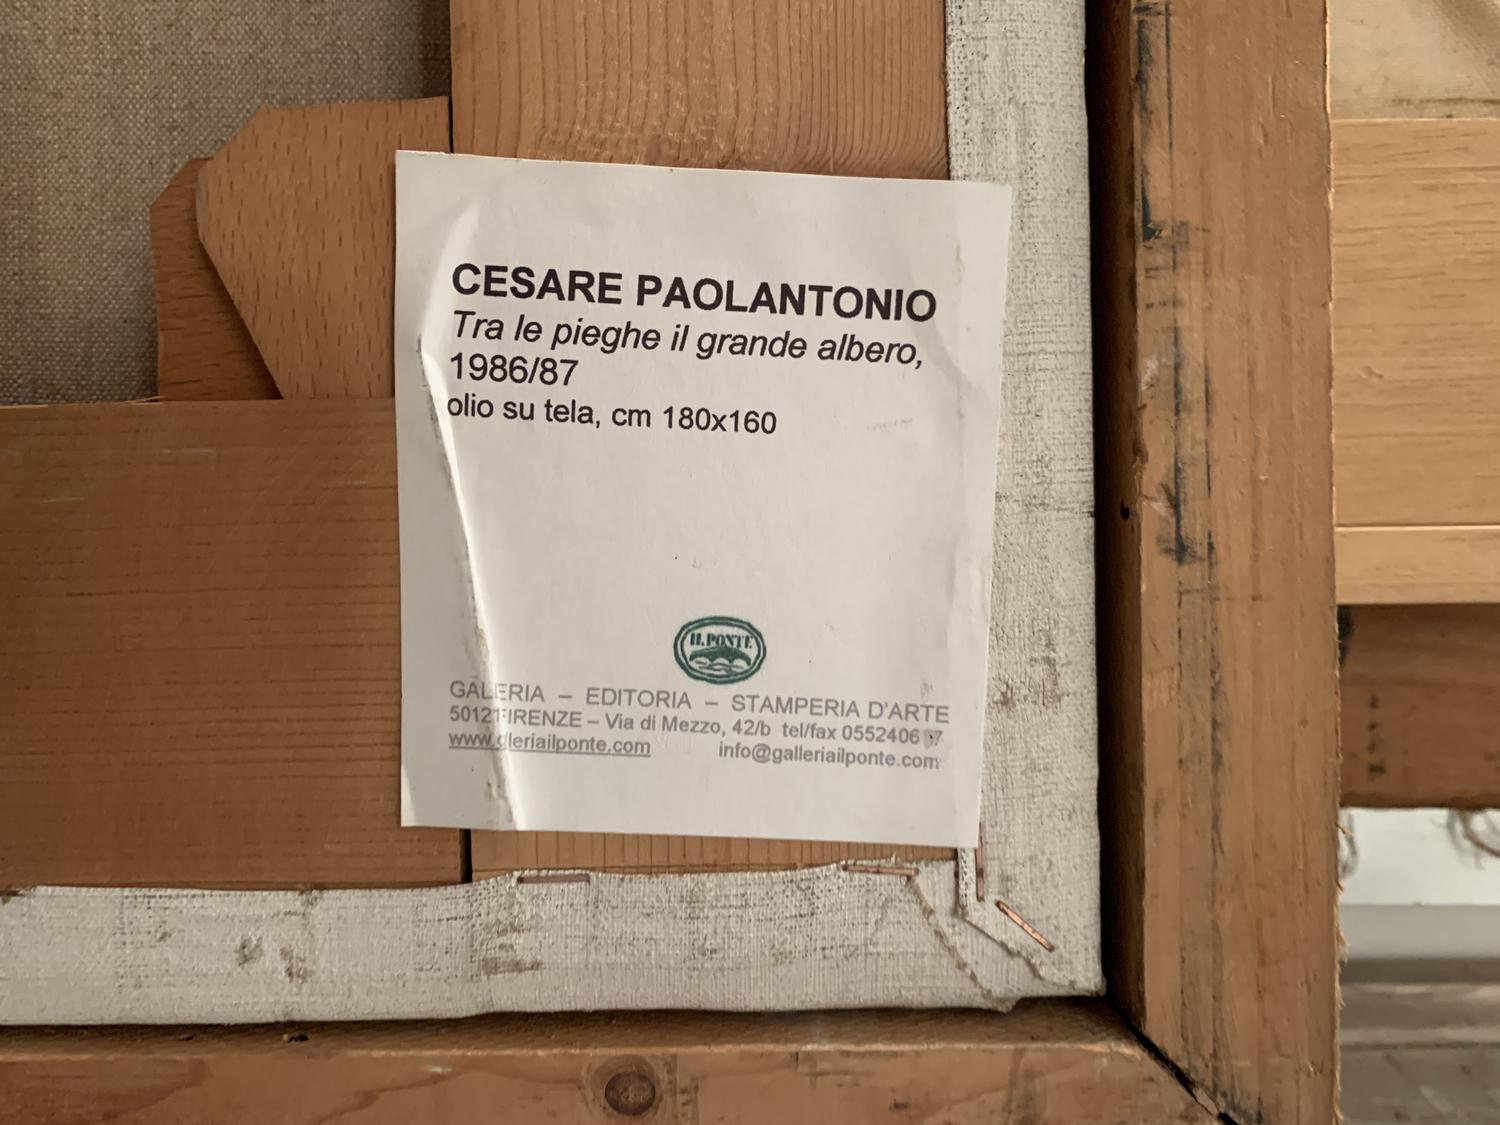 CESARE PAOLANTONIO
Tra le pieghe il grande albero,
1986/87
olio su tela, cm 180x160
IL PONTE
GALERIA – EDITORIA – STAMPERIA D'ARTE
50121 FIRENZE – Via di Mezzo, 42/b tel/fax
info@galleriailponte.com